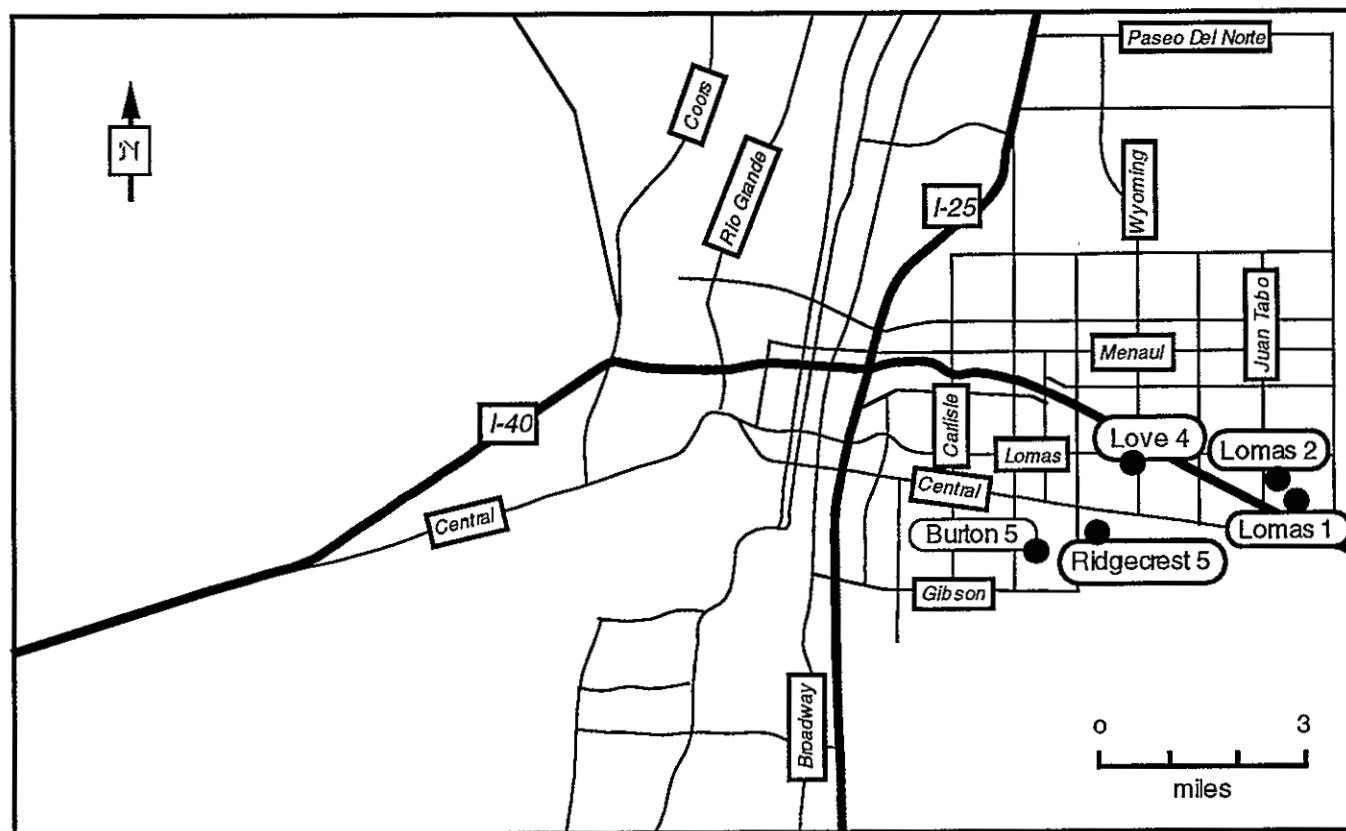 Paseo Del Norte
Coors
N
Rio Grande
Wyoming
I-25
Juan Tabo
Menaul
I-40
Carlisle
Love 4
Lomas 2
Lomas
Central
Central
Burton 5
Lomas 1
Ridgecrest 5
Gibson
Broadway
0 3
miles